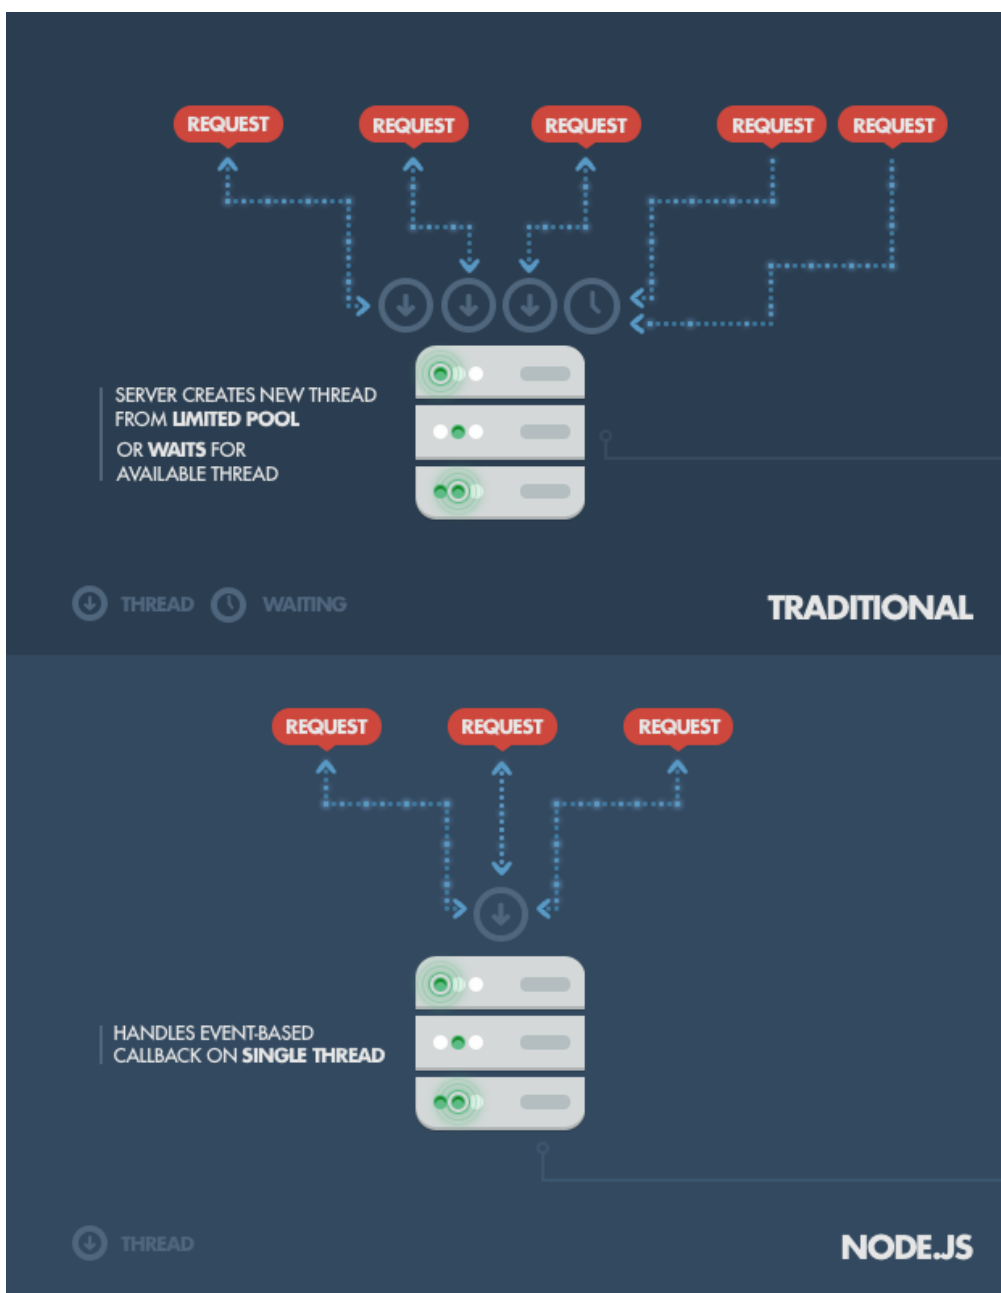 REQUEST REQUEST REQUEST REQUEST REQUEST
SERVER CREATES NEW THREAD
FROM LIMITED POOL
OR WAITS FOR
AVAILABLE THREAD
THREAD WAITING
TRADITIONAL
REQUEST REQUEST REQUEST
HANDLES EVENT-BASED
CALLBACK ON SINGLE THREAD
THREAD
NODE.JS